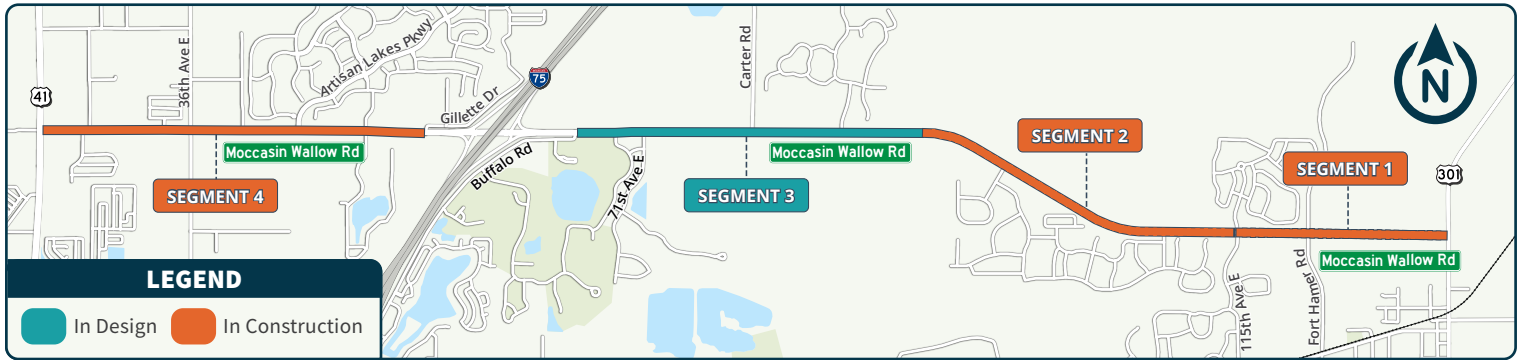 41
36th Ave E
Artisan Lakes Pkwy
Gillette Dr
75
Carter Rd
N
Moccasin Wallow Rd
SEGMENT 4
Buffalo Rd
71st Ave E
Moccasin Wallow Rd
SEGMENT 3
SEGMENT 2
SEGMENT 1
301
Moccasin Wallow Rd
115th Ave E
Fort Hamer Rd
LEGEND
In Design
In Construction